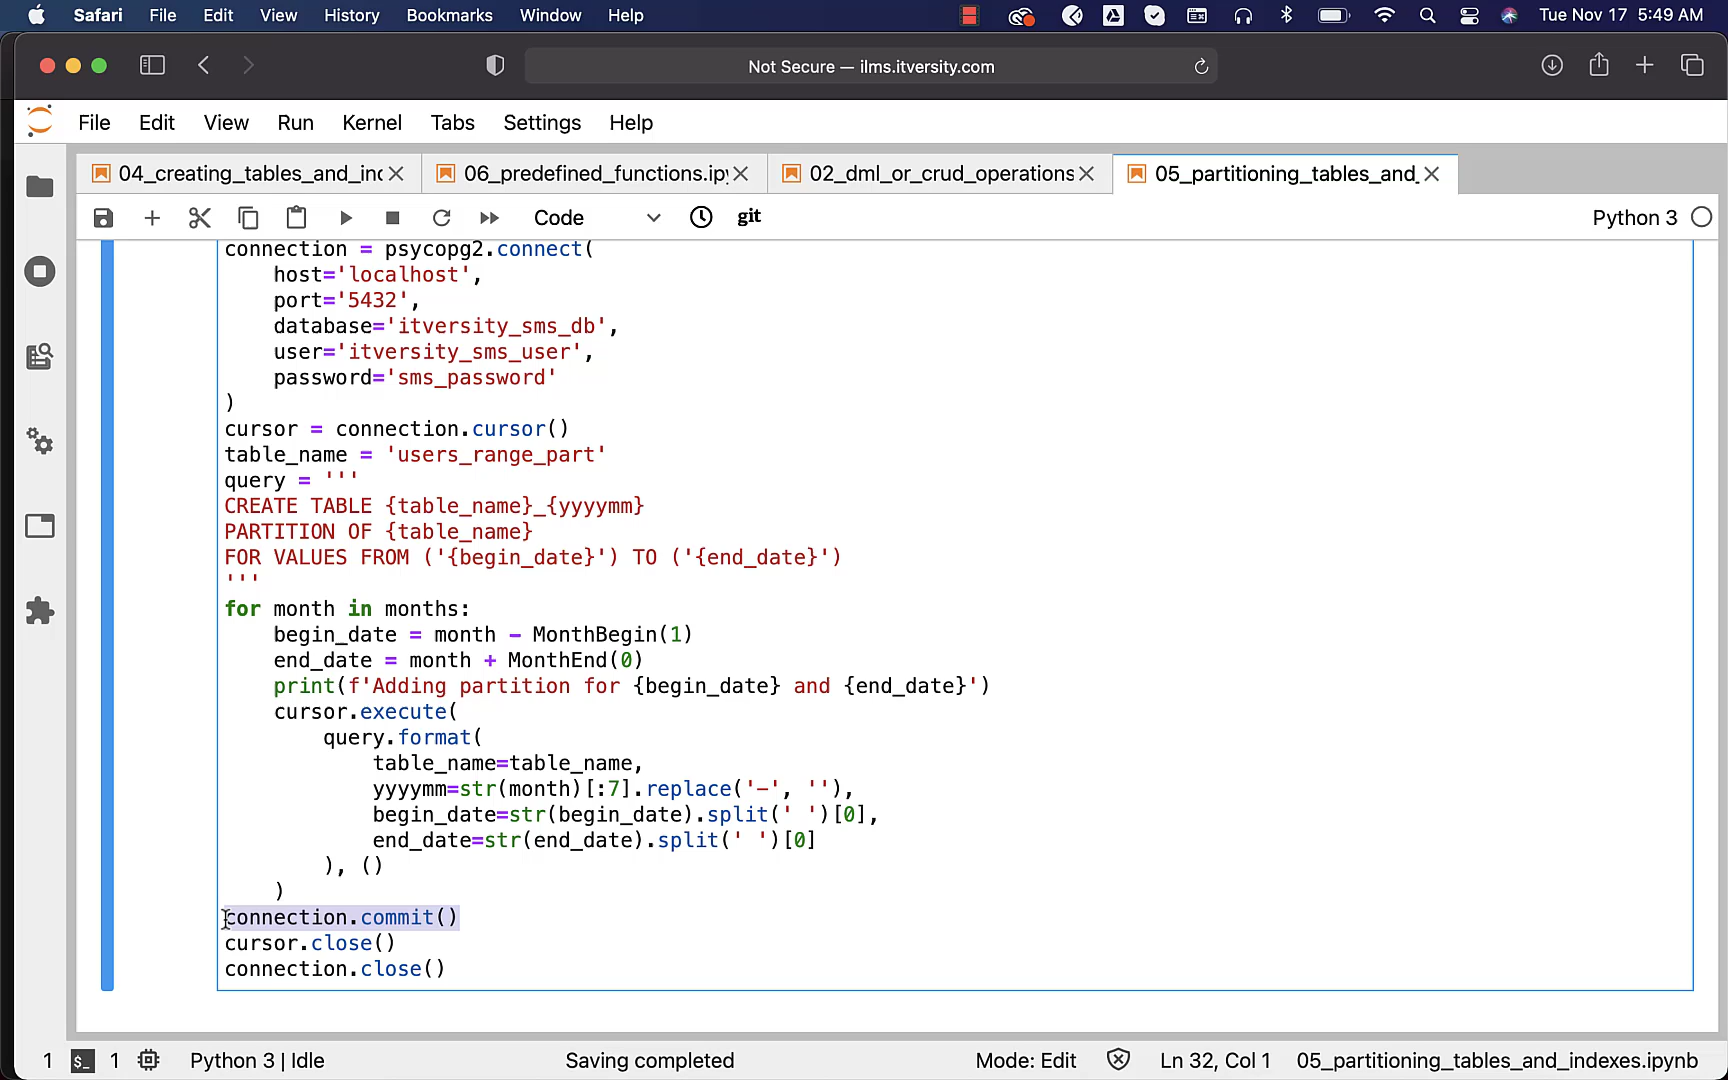 Safari File Edit View History Bookmarks Window Help Tue Nov 17 5:49 AM
Not Secure — ilms.itversity.com
File Edit View Run Kernel Tabs Settings Help
04_creating_tables_and_in 06_predefined_functions.ip 02_dml_or_crud_operations 05_partitioning_tables_and_
Code git Python 3
connection = psycopg2.connect(
    host='localhost',
    port='5432',
    database='itversity_sms_db',
    user='itversity_sms_user',
    password='sms_password'
)
cursor = connection.cursor()
table_name = 'users_range_part'
query = '''
CREATE TABLE {table_name}_{yyyymm}
PARTITION OF {table_name}
FOR VALUES FROM ('{begin_date}') TO ('{end_date}')
'''
for month in months:
    begin_date = month - MonthBegin(1)
    end_date = month + MonthEnd(0)
    print(f'Adding partition for {begin_date} and {end_date}')
    cursor.execute(
        query.format(
            table_name=table_name,
            yyyymm=str(month)[:7].replace('-', ''),
            begin_date=str(begin_date).split(' ')[0],
            end_date=str(end_date).split(' ')[0]
        ), ()
    )
connection.commit()
cursor.close()
connection.close()
1 $_ 1 Python 3 | Idle Saving completed Mode: Edit Ln 32, Col 1 05_partitioning_tables_and_indexes.ipynb